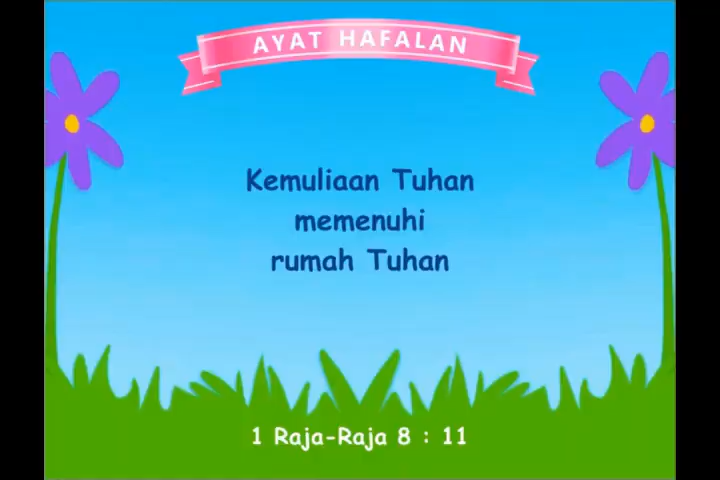 AYAT HAFALAN
Kemuliaan Tuhan
memenuhi
rumah Tuhan
1 Raja-Raja 8 : 11